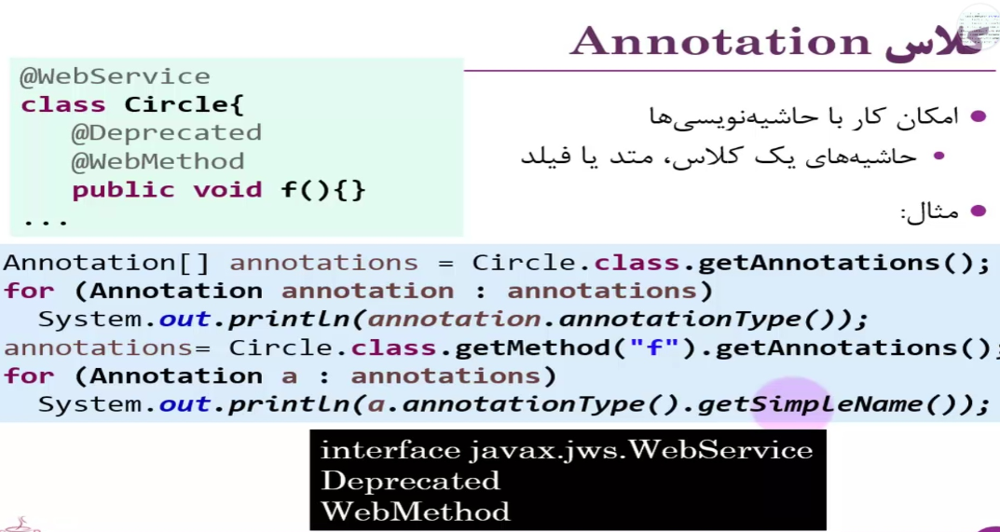 کلاس Annotation
@WebService
class Circle{
@Deprecated
@WebMethod
public void f(){}
...
امکان کار با حاشیه‌نویسی‌ها
حاشیه‌های یک کلاس، متد یا فیلد
مثال:
Annotation[] annotations = Circle.class.getAnnotations();
for (Annotation annotation : annotations)
System.out.println(annotation.annotationType());
annotations= Circle.class.getMethod("f").getAnnotations();
for (Annotation a : annotations)
System.out.println(a.annotationType().getSimpleName());
interface javax.jws.WebService
Deprecated
WebMethod